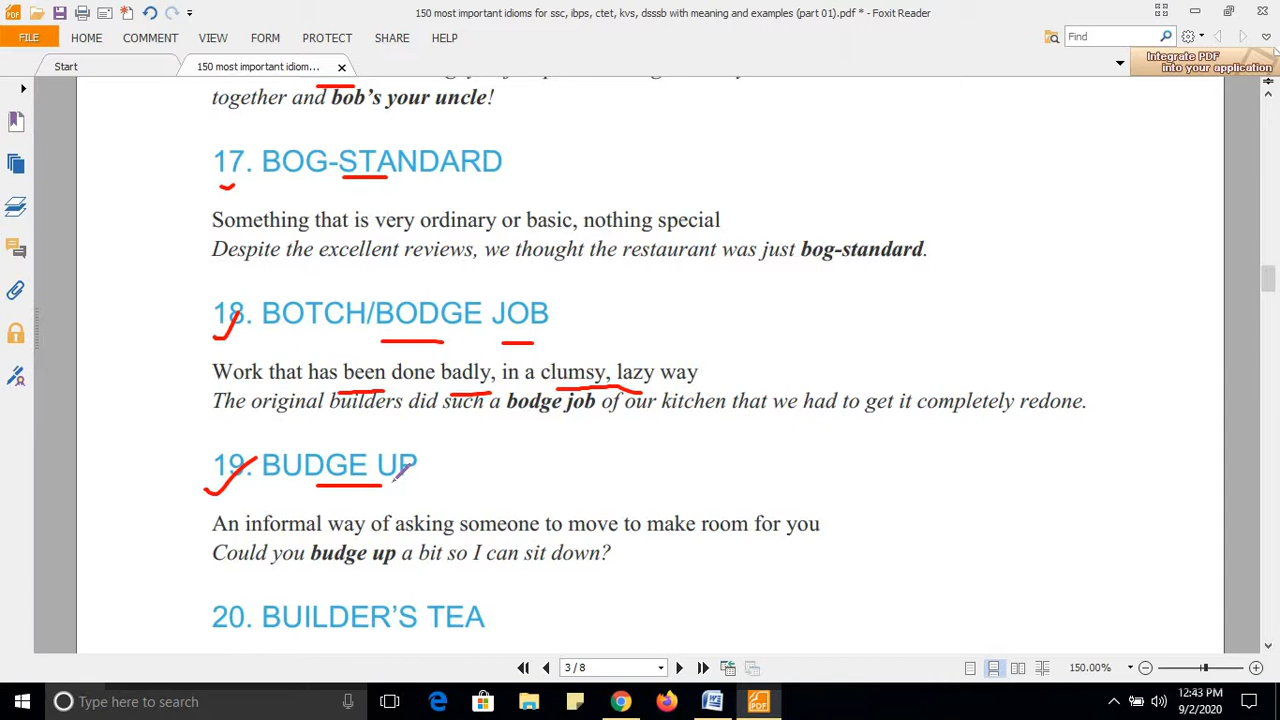 150 most important idioms for ssc, ibps, ctet, kvs, dsssb with meaning and examples (part 01).pdf * - Foxit Reader
FILE HOME COMMENT VIEW FORM PROTECT SHARE HELP Find
Integrate PDF
into your application
Start 150 most important idiom...
together and bob's your uncle!
17. BOG-STANDARD
Something that is very ordinary or basic, nothing special
Despite the excellent reviews, we thought the restaurant was just bog-standard.
18. BOTCH/BODGE JOB
Work that has been done badly, in a clumsy, lazy way
The original builders did such a bodge job of our kitchen that we had to get it completely redone.
19. BUDGE UP
An informal way of asking someone to move to make room for you
Could you budge up a bit so I can sit down?
20. BUILDER'S TEA
3 / 8 150.00%
Type here to search
12:43 PM
9/2/2020